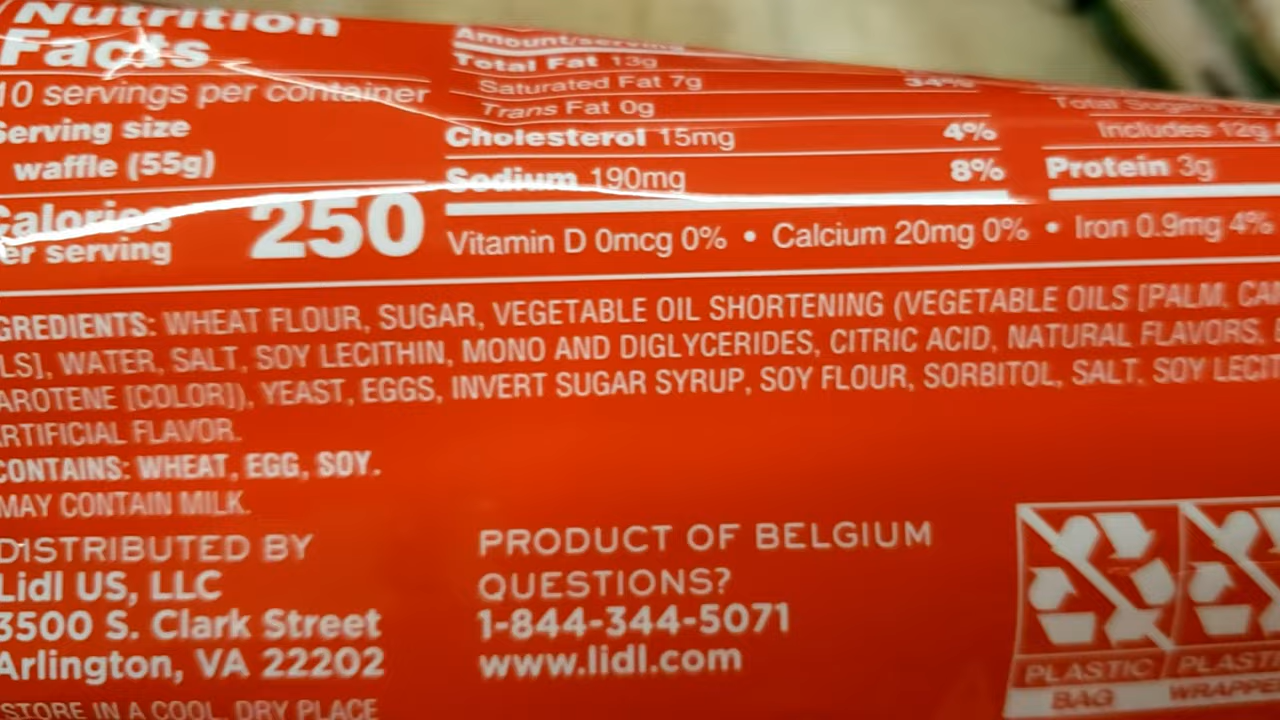 Nutrition
Facts
10 servings per container
Serving size
waffle (55g)
Calories
er serving
250
Amount/serving
Total Fat 13g
Saturated Fat 7g
34%
Trans Fat 0g
Cholesterol 15mg 4%
Sodium 190mg 8%
Total Sugars
Includes 12g
Protein 3g
Vitamin D 0mcg 0% • Calcium 20mg 0% • Iron 0.9mg 4%
GREDIENTS: WHEAT FLOUR, SUGAR, VEGETABLE OIL SHORTENING (VEGETABLE OILS [PALM, CAN
LS], WATER, SALT, SOY LECITHIN, MONO AND DIGLYCERIDES, CITRIC ACID, NATURAL FLAVORS,
AROTENE [COLOR]), YEAST, EGGS, INVERT SUGAR SYRUP, SOY FLOUR, SORBITOL, SALT, SOY LECIT
RTIFICIAL FLAVOR.
CONTAINS: WHEAT, EGG, SOY.
MAY CONTAIN MILK.
DISTRIBUTED BY
Lidl US, LLC
3500 S. Clark Street
Arlington, VA 22202
STORE IN A COOL, DRY PLACE
PRODUCT OF BELGIUM
QUESTIONS?
1-844-344-5071
www.lidl.com
PLASTIC
BAG
PLASTI
WRAPPE